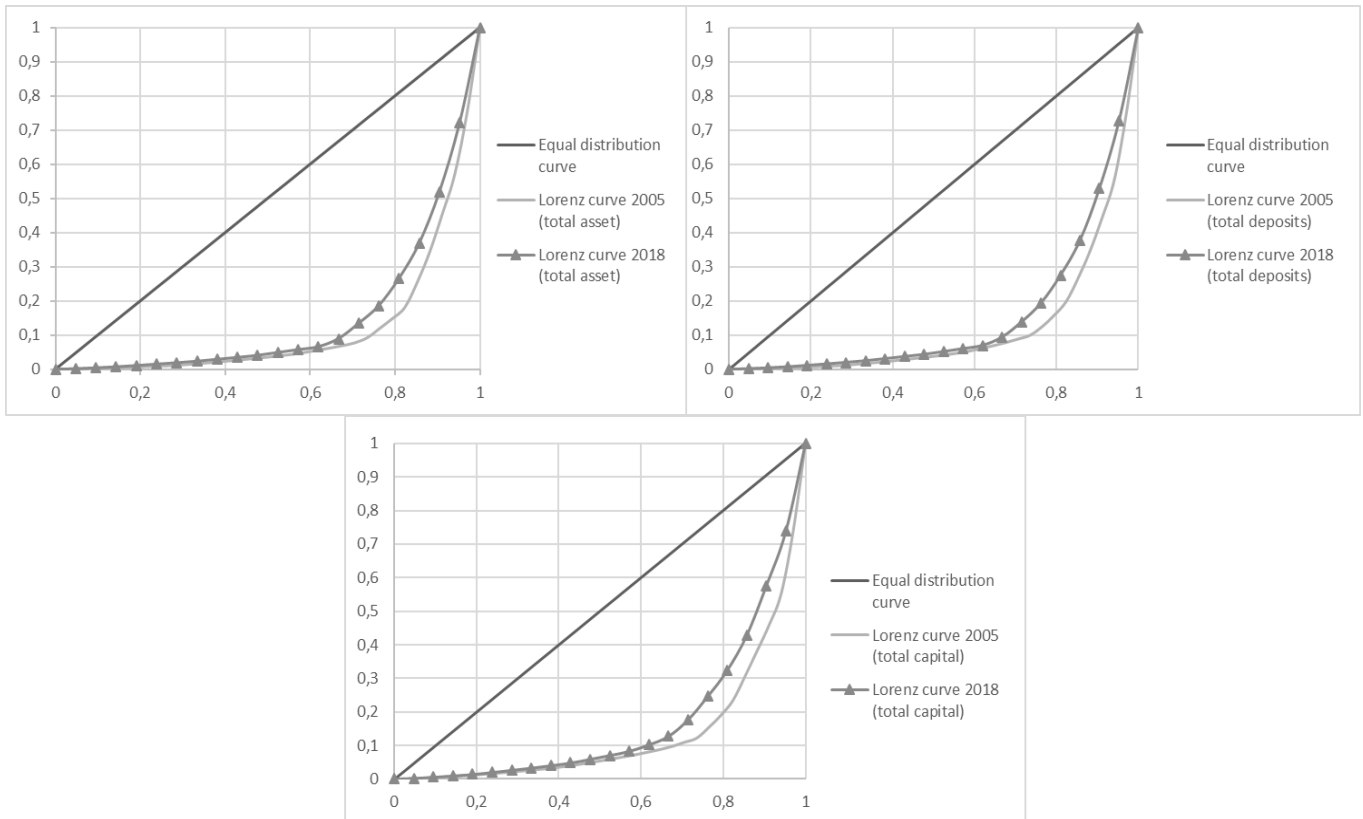 1
0,9
0,8
0,7
0,6
0,5
0,4
0,3
0,2
0,1
0
0 0,2 0,4 0,6 0,8 1
Equal distribution
curve
Lorenz curve 2005
(total asset)
Lorenz curve 2018
(total asset)
1
0,9
0,8
0,7
0,6
0,5
0,4
0,3
0,2
0,1
0
0 0,2 0,4 0,6 0,8 1
Equal distribution
curve
Lorenz curve 2005
(total deposits)
Lorenz curve 2018
(total deposits)
1
0,9
0,8
0,7
0,6
0,5
0,4
0,3
0,2
0,1
0
0 0,2 0,4 0,6 0,8 1
Equal distribution
curve
Lorenz curve 2005
(total capital)
Lorenz curve 2018
(total capital)